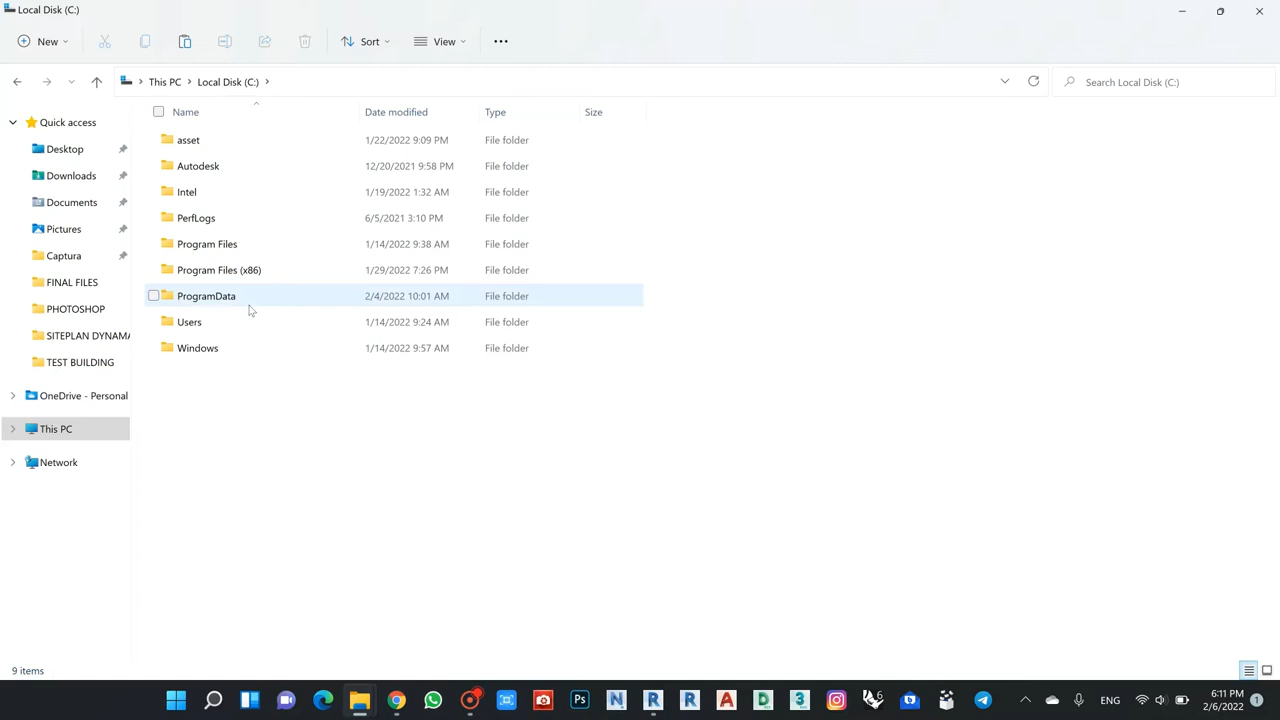 Local Disk (C:)
New
Sort
View
This PC
Local Disk (C:)
Search Local Disk (C:)
Name
Date modified
Type
Size
Quick access
Desktop
Downloads
Documents
Pictures
Captura
FINAL FILES
PHOTOSHOP
SITEPLAN DYNAMA
TEST BUILDING
OneDrive - Personal
This PC
Network
asset 1/22/2022 9:09 PM File folder
Autodesk 12/20/2021 9:58 PM File folder
Intel 1/19/2022 1:32 AM File folder
PerfLogs 6/5/2021 3:10 PM File folder
Program Files 1/14/2022 9:38 AM File folder
Program Files (x86) 1/29/2022 7:26 PM File folder
ProgramData 2/4/2022 10:01 AM File folder
Users 1/14/2022 9:24 AM File folder
Windows 1/14/2022 9:57 AM File folder
9 items
Ps
N
R
R
A
D
3
6
ENG
6:11 PM
2/6/2022
1